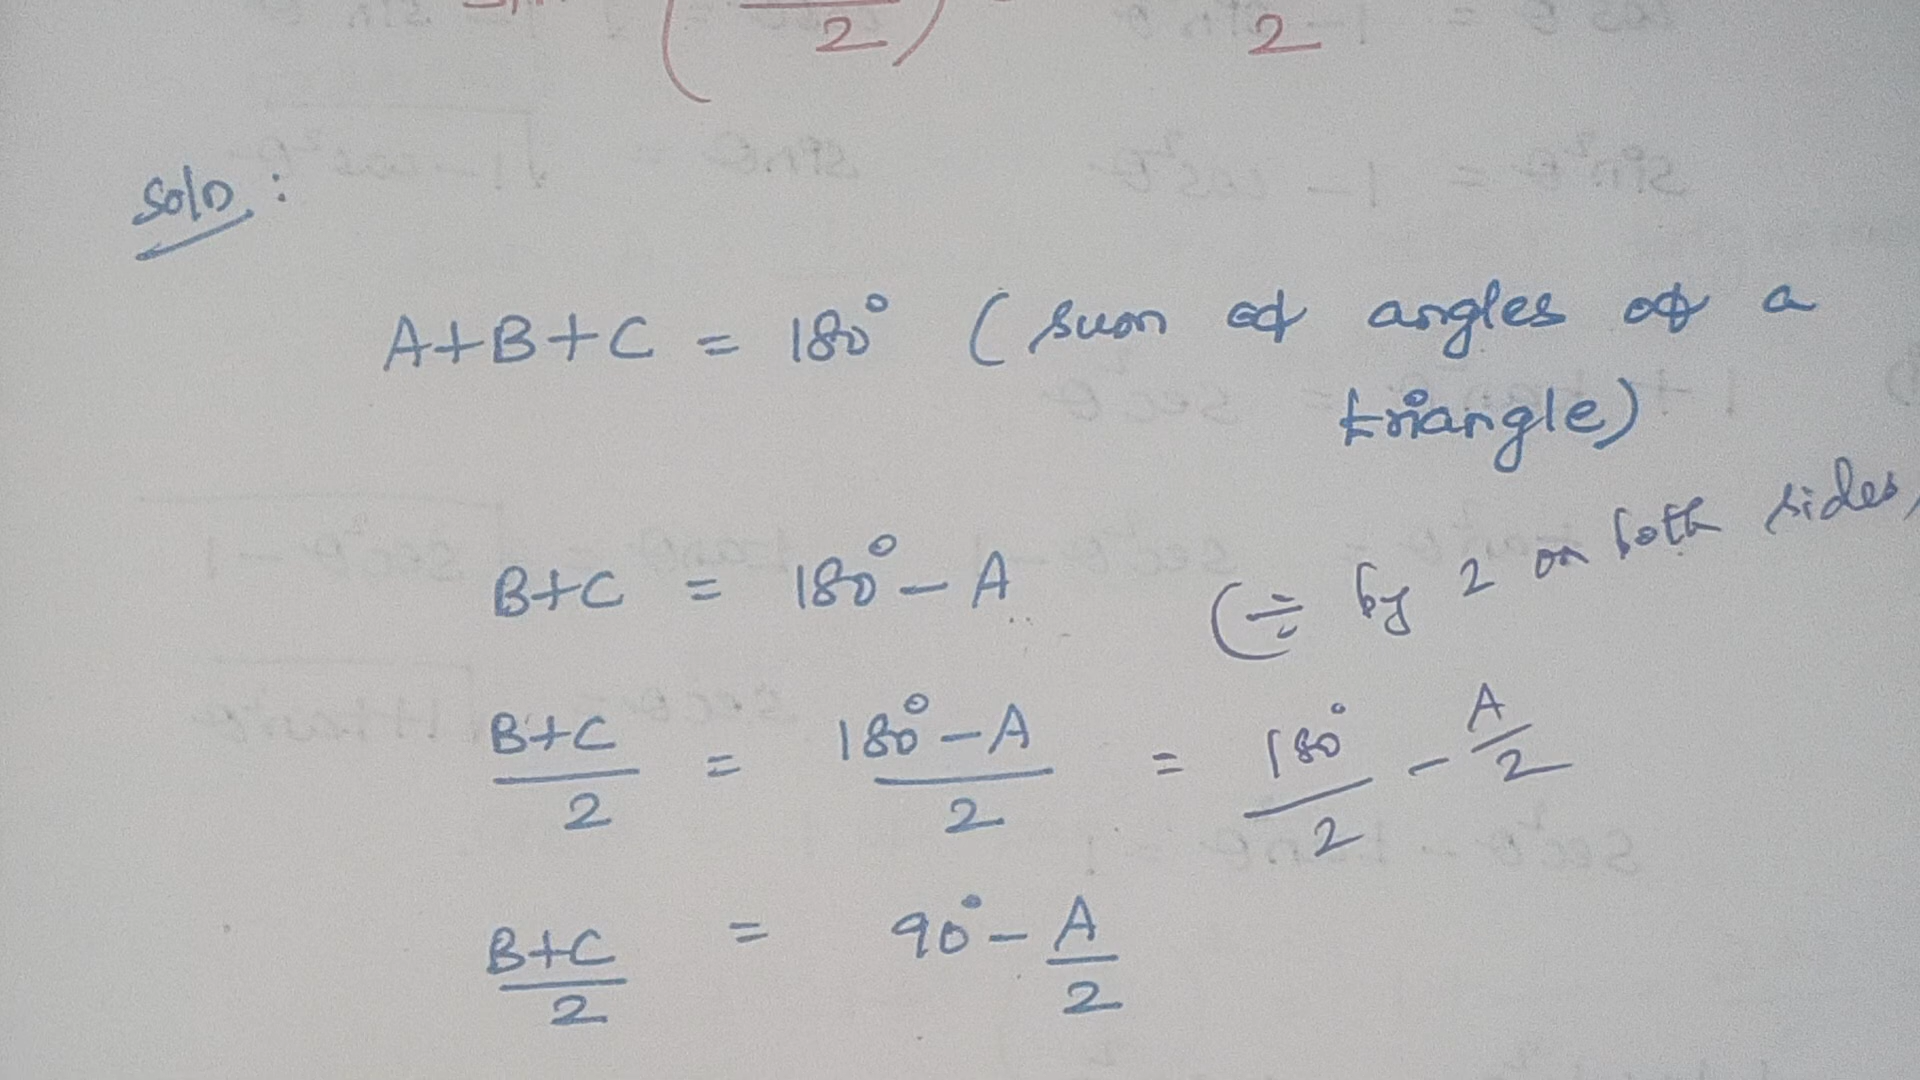 2 2
Soln :
A+B+C = 180° (sum of angles of a
triangle)
B+C = 180° - A (÷ by 2 on both sides,
B+C/2 = 180° - A/2 = 180°/2 - A/2
B+C/2 = 90° - A/2